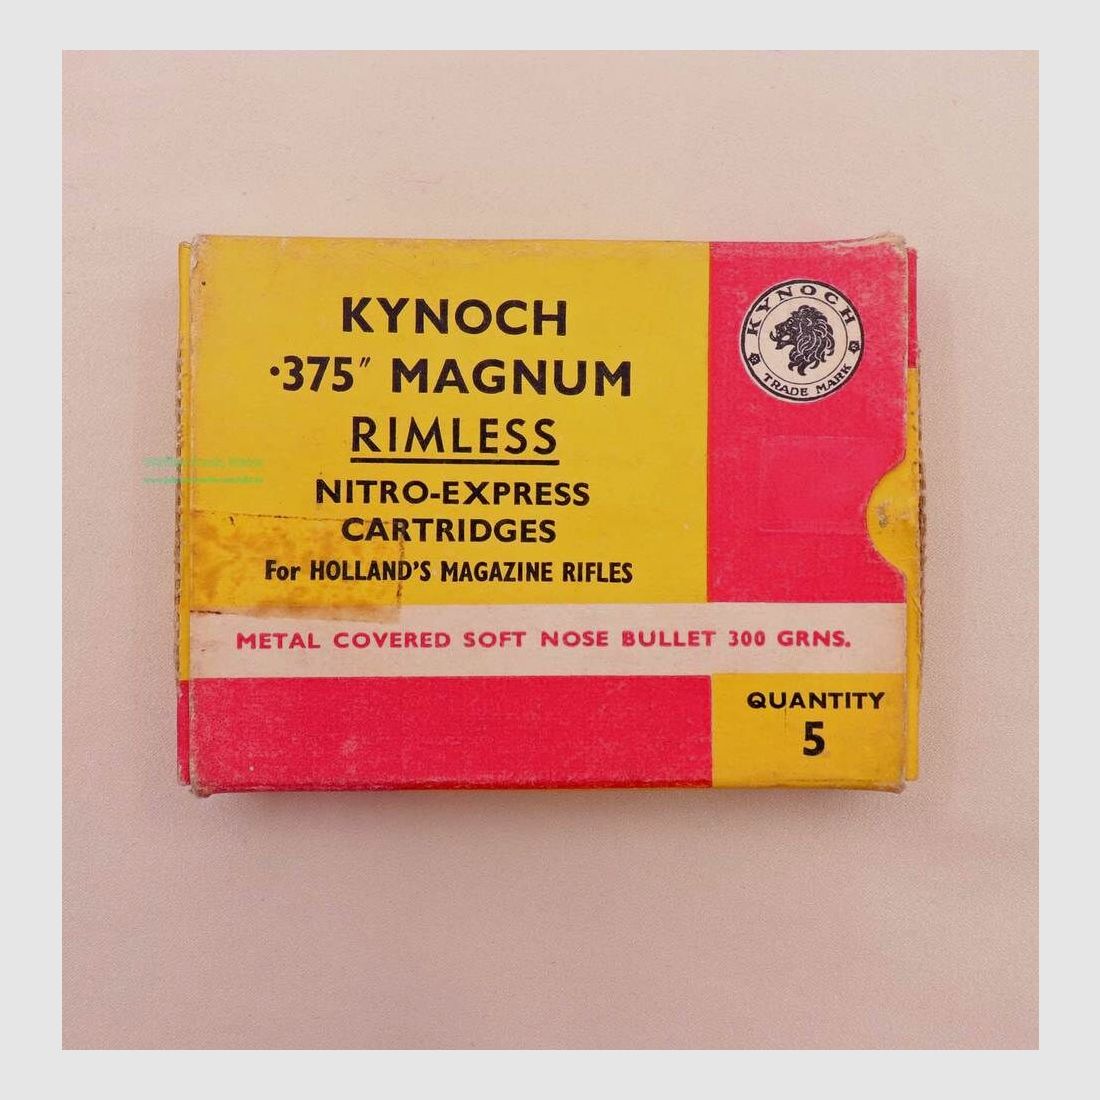 KYNOCH
·375" MAGNUM
RIMLESS
NITRO-EXPRESS
CARTRIDGES
For HOLLAND'S MAGAZINE RIFLES
KYNOCH
TRADE MARK
METAL COVERED SOFT NOSE BULLET 300 GRNS.
QUANTITY
5